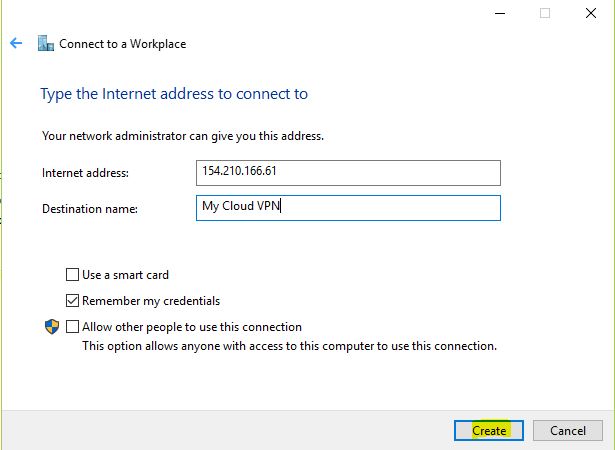 Connect to a Workplace
Type the Internet address to connect to
Your network administrator can give you this address.
Internet address: 154.210.166.61
Destination name: My Cloud VPN
Use a smart card
Remember my credentials
Allow other people to use this connection
This option allows anyone with access to this computer to use this connection.
Create Cancel